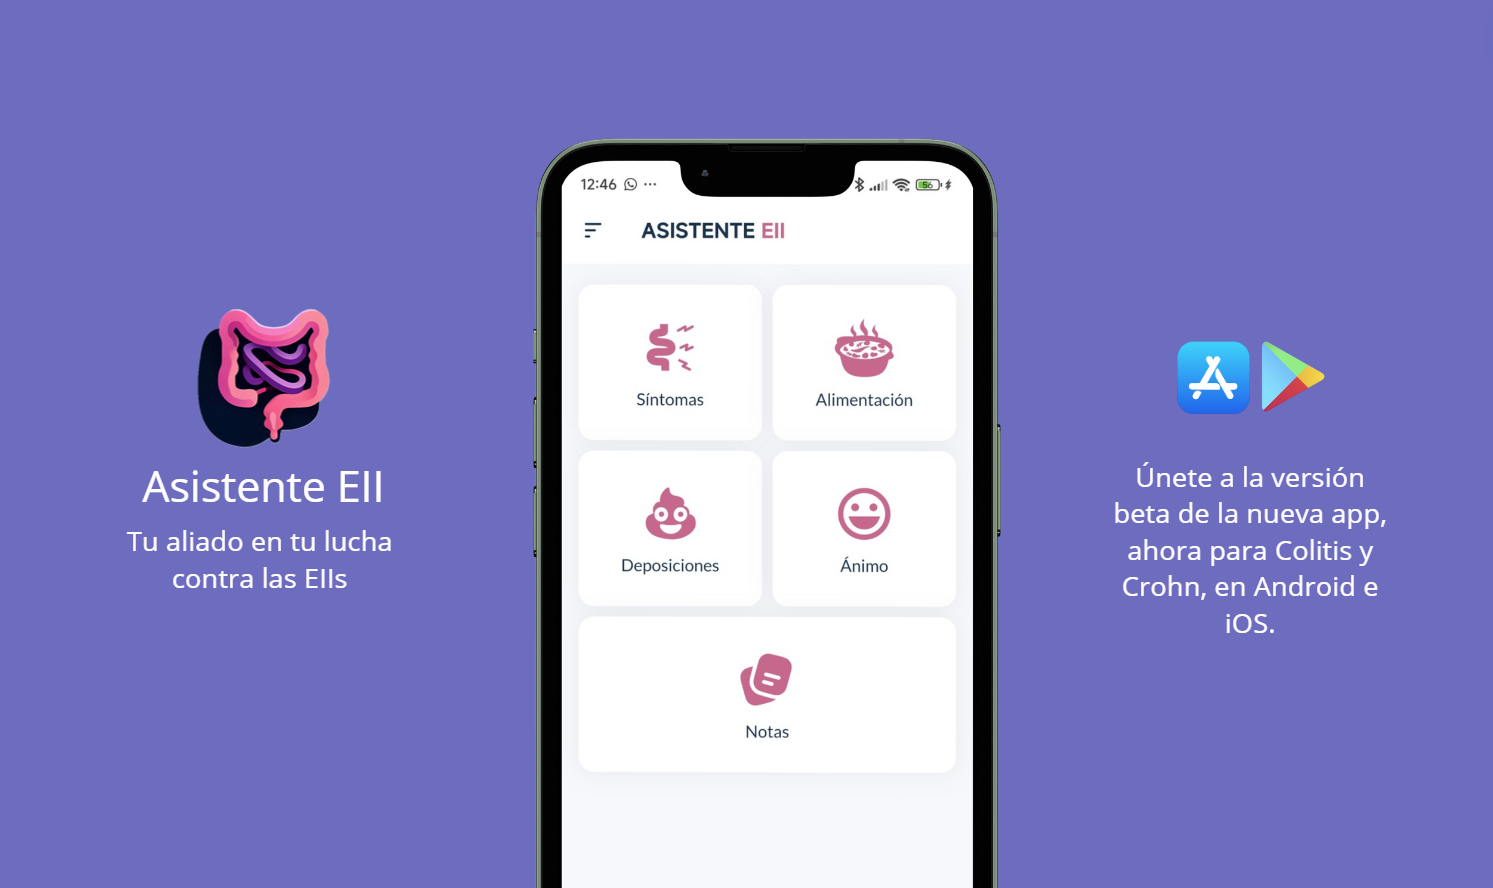 Asistente EII
Tu aliado en tu lucha
contra las EIIs
12:46
56
ASISTENTE EII
Síntomas
Alimentación
Deposiciones
Ánimo
Notas
Únete a la versión
beta de la nueva app,
ahora para Colitis y
Crohn, en Android e
iOS.